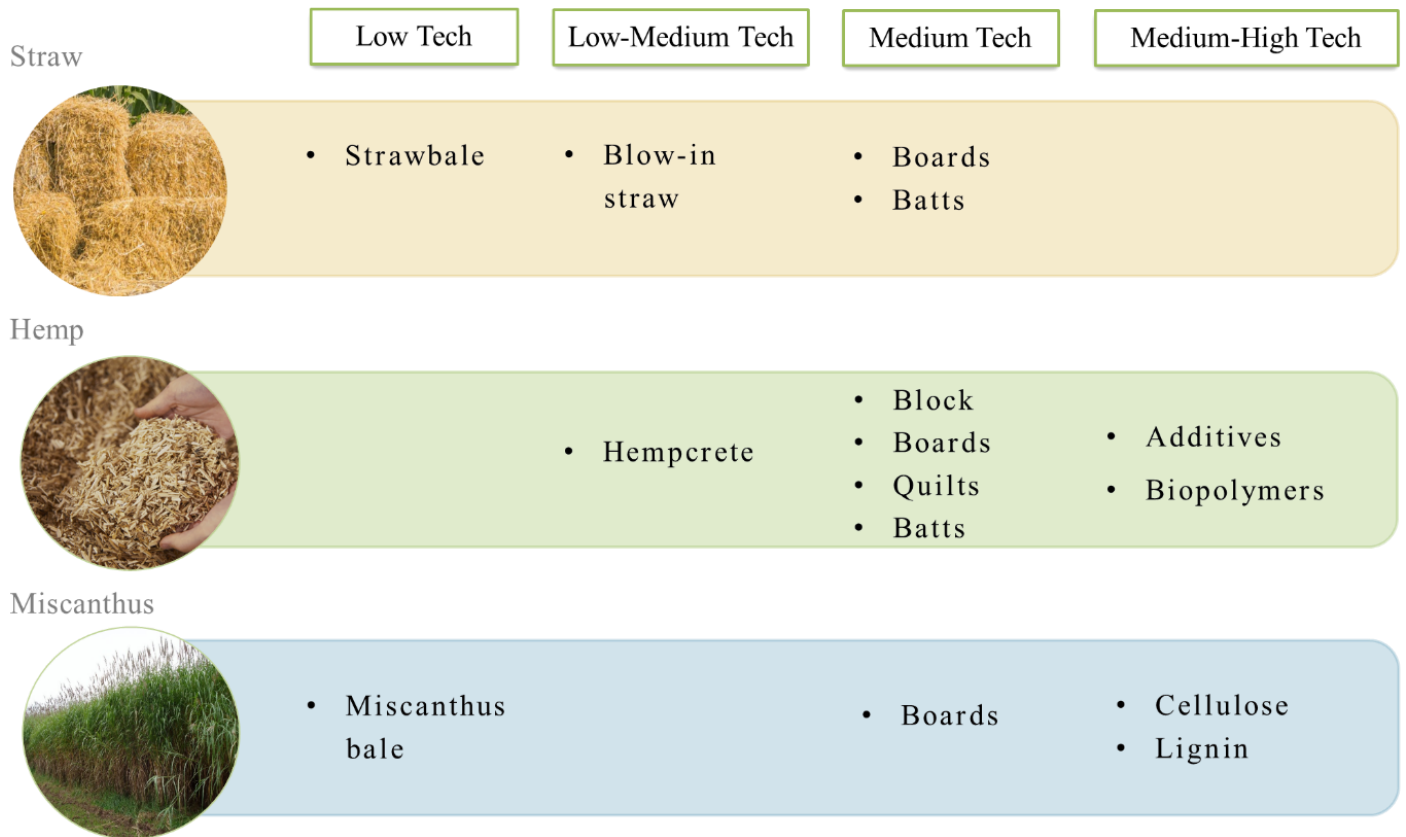 Low Tech
Low-Medium Tech
Medium Tech
Medium-High Tech
Straw
• Strawbale
• Blow-in
straw
• Boards
• Batts
Hemp
• Hempcrete
• Block
• Boards
• Quilts
• Batts
• Additives
• Biopolymers
Miscanthus
• Miscanthus
bale
• Boards
• Cellulose
• Lignin